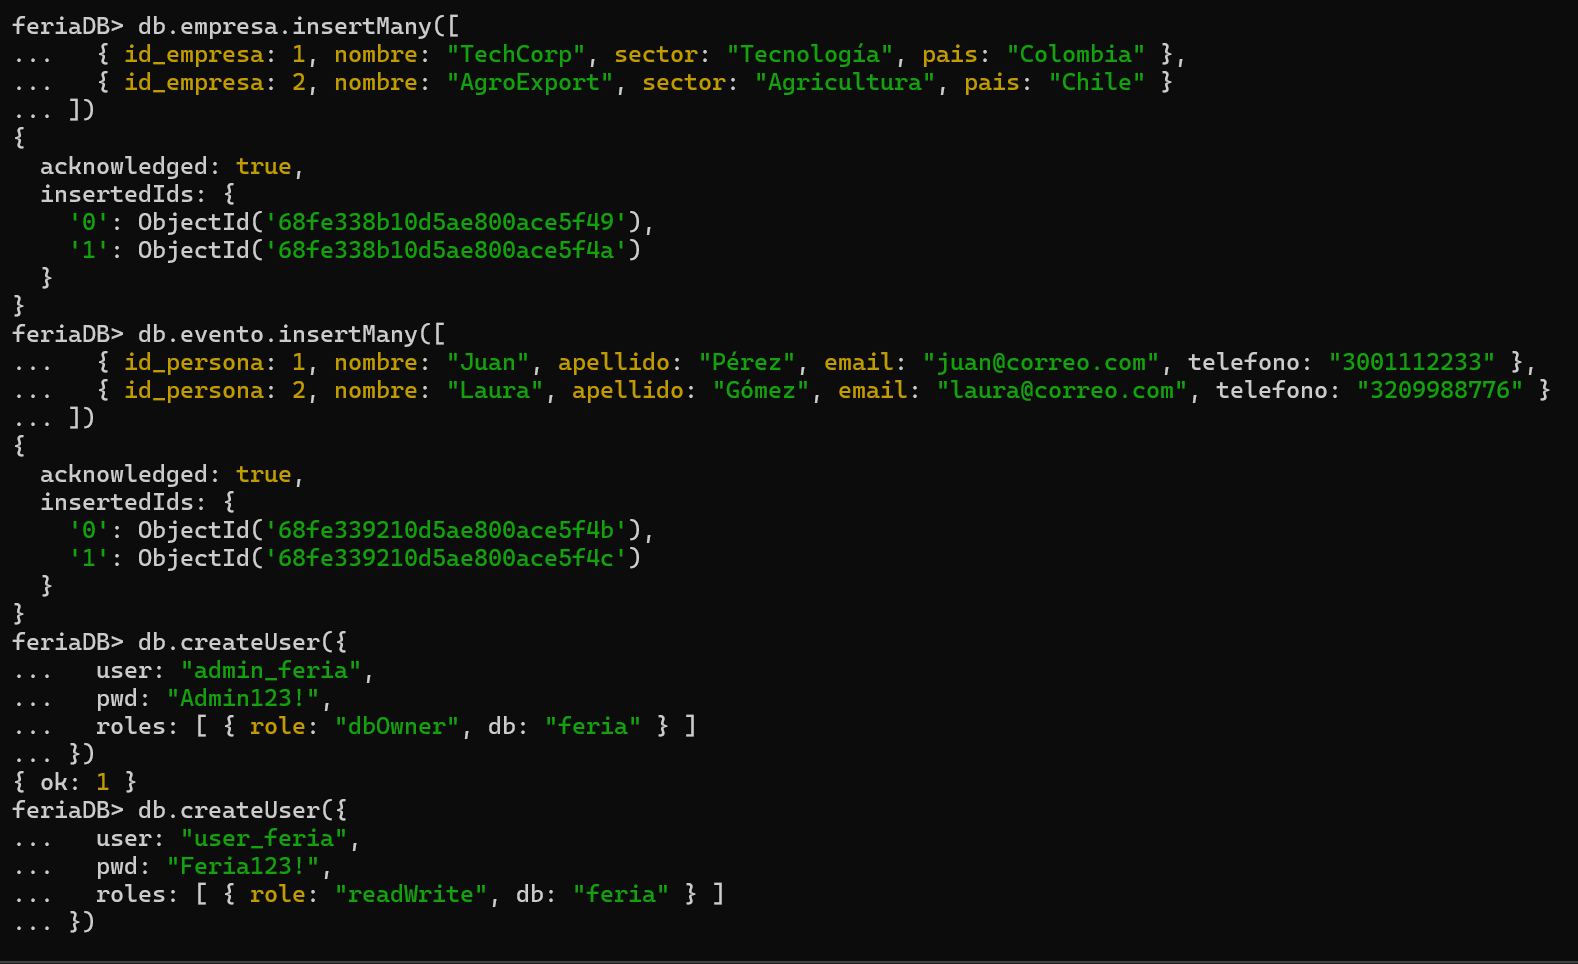 feriaDB> db.empresa.insertMany([
...   { id_empresa: 1, nombre: "TechCorp", sector: "Tecnología", pais: "Colombia" },
...   { id_empresa: 2, nombre: "AgroExport", sector: "Agricultura", pais: "Chile" }
... ])
{
  acknowledged: true,
  insertedIds: {
    '0': ObjectId('68fe338b10d5ae800ace5f49'),
    '1': ObjectId('68fe338b10d5ae800ace5f4a')
  }
}
feriaDB> db.evento.insertMany([
...   { id_persona: 1, nombre: "Juan", apellido: "Pérez", email: "juan@correo.com", telefono: "3001112233" },
...   { id_persona: 2, nombre: "Laura", apellido: "Gómez", email: "laura@correo.com", telefono: "3209988776" }
... ])
{
  acknowledged: true,
  insertedIds: {
    '0': ObjectId('68fe339210d5ae800ace5f4b'),
    '1': ObjectId('68fe339210d5ae800ace5f4c')
  }
}
feriaDB> db.createUser({
...   user: "admin_feria",
...   pwd: "Admin123!",
...   roles: [ { role: "dbOwner", db: "feria" } ]
... })
{ ok: 1 }
feriaDB> db.createUser({
...   user: "user_feria",
...   pwd: "Feria123!",
...   roles: [ { role: "readWrite", db: "feria" } ]
... })